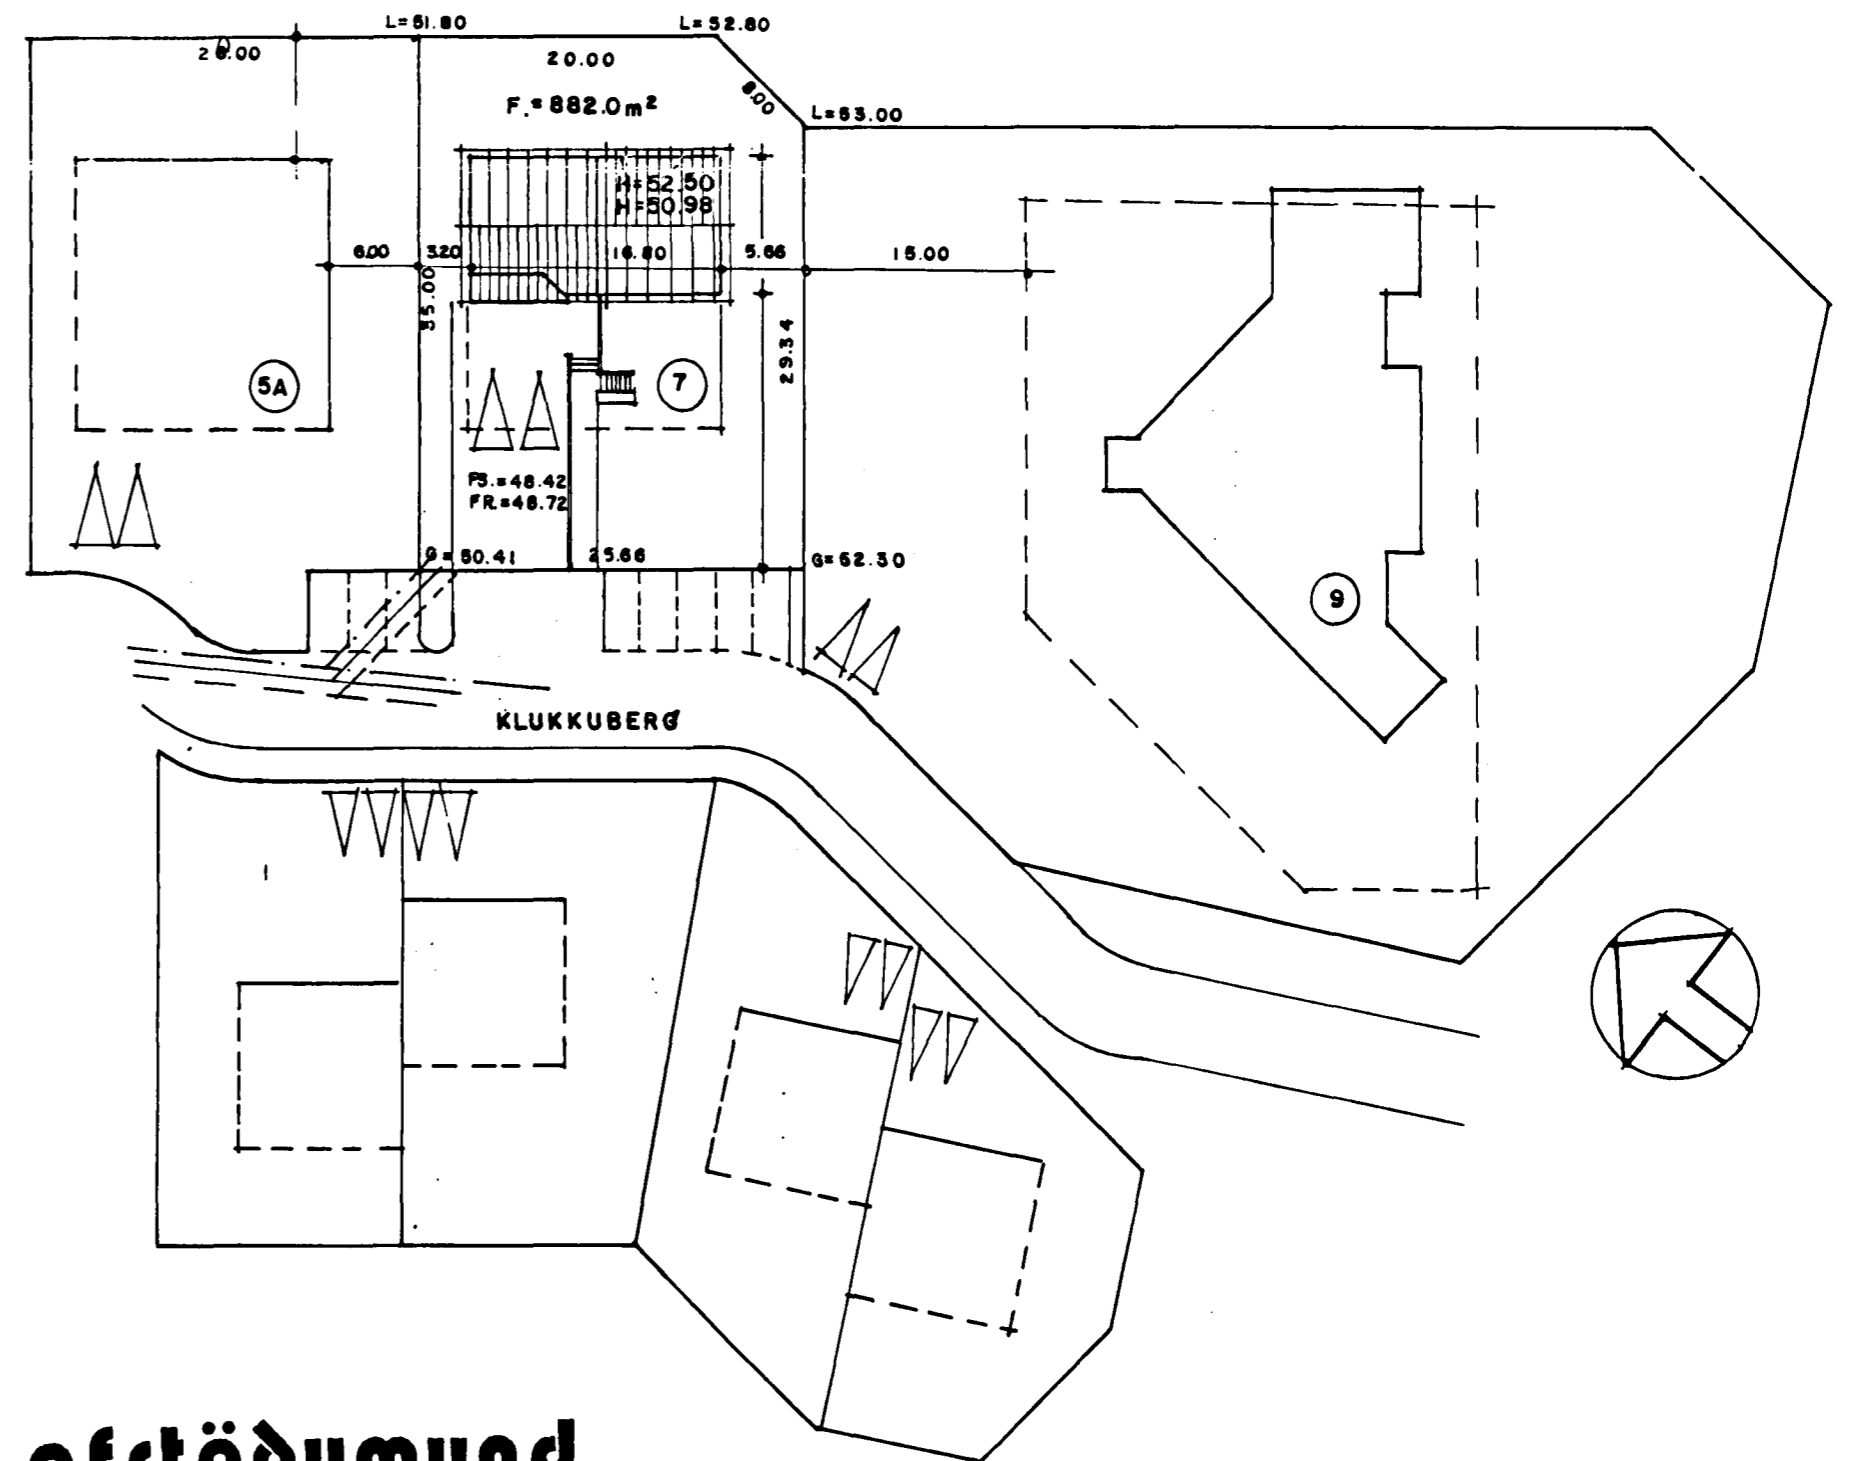 L=51.80
L=52.80
20.00
8.00
F.=882.0m²
L=53.00
H=52.50
H=50.98
6.00
3.20
16.80
5.66
15.00
35.00
29.34
5A
7
FS.=48.42
FR.=48.72
G=50.41
25.66
G=52.30
9
KLUKKUBERG
afstöðumynd